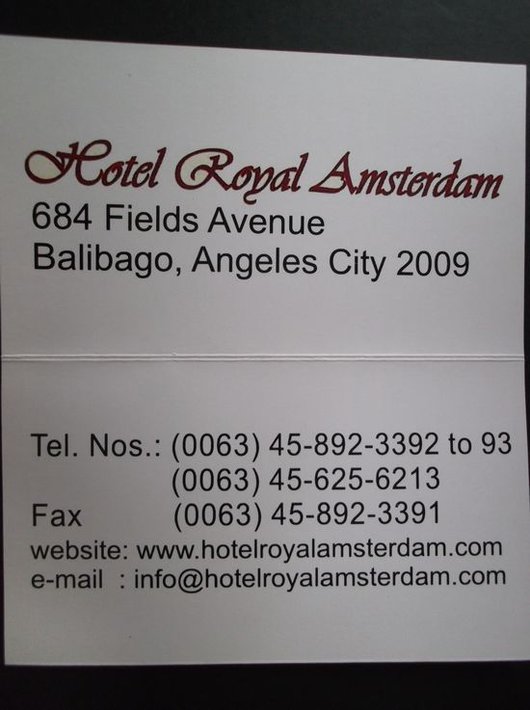 Hotel Royal Amsterdam
684 Fields Avenue
Balibago, Angeles City 2009
Tel. Nos.: (0063) 45-892-3392 to 93
(0063) 45-625-6213
Fax (0063) 45-892-3391
website: www.hotelroyalamsterdam.com
e-mail : info@hotelroyalamsterdam.com